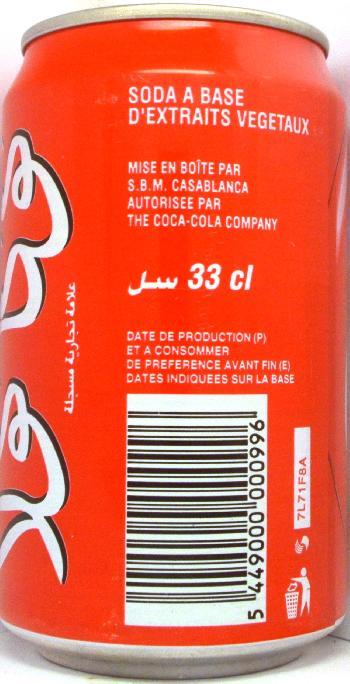 SODA A BASE
D'EXTRAITS VEGETAUX
MISE EN BOÎTE PAR
S.B.M. CASABLANCA
AUTORISEE PAR
THE COCA-COLA COMPANY
33 cl سل
DATE DE PRODUCTION (P)
ET A CONSOMMER
DE PREFERENCE AVANT FIN (E)
DATES INDIQUEES SUR LA BASE
علامة تجارية مسجلة
5 449000 000996
7L71F8A